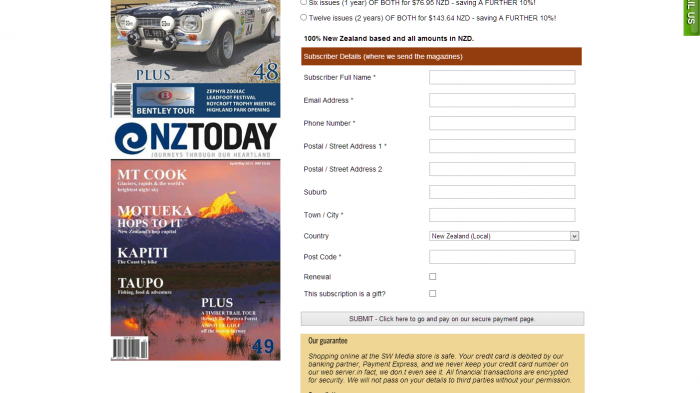 Six issues (1 year) OF BOTH for $76.95 NZD - saving A FURTHER 10%!
Twelve issues (2 years) OF BOTH for $143.64 NZD - saving A FURTHER 10%!
100% New Zealand based and all amounts in NZD.
Subscriber Details (where we send the magazines)
Subscriber Full Name *
Email Address *
Phone Number *
Postal / Street Address 1 *
Postal / Street Address 2
Suburb
Town / City *
Country
New Zealand (Local)
Post Code *
Renewal
This subscription is a gift?
SUBMIT - Click here to go and pay on our secure payment page.
Our guarantee
Shopping online at the SW Media store is safe. Your credit card is debited by our
banking partner, Payment Express, and we never keep your credit card number on
our web server.in fact, we don.t even see it. All financial transactions are encrypted
for security. We will not pass on your details to third parties without your permission.
IL US
PLUS
48
BENTLEY TOUR
ZEPHYR ZODIAC
LEADFOOT FESTIVAL
ROYCROFT TROPHY MEETING
HIGHLAND PARK OPENING
NZTODAY
JOURNEYS THROUGH OUR HEARTLAND
MT COOK
Glaciers, rapids & the world's
brightest night sky
MOTUEKA
HOPS TO IT
New Zealand's hop capital
KAPITI
The Coast by bike
TAUPO
Fishing, food & adventure
PLUS
A TIMBER TRAIL TOUR
through the Pureora Forest
A SPOT OF GOLF
49